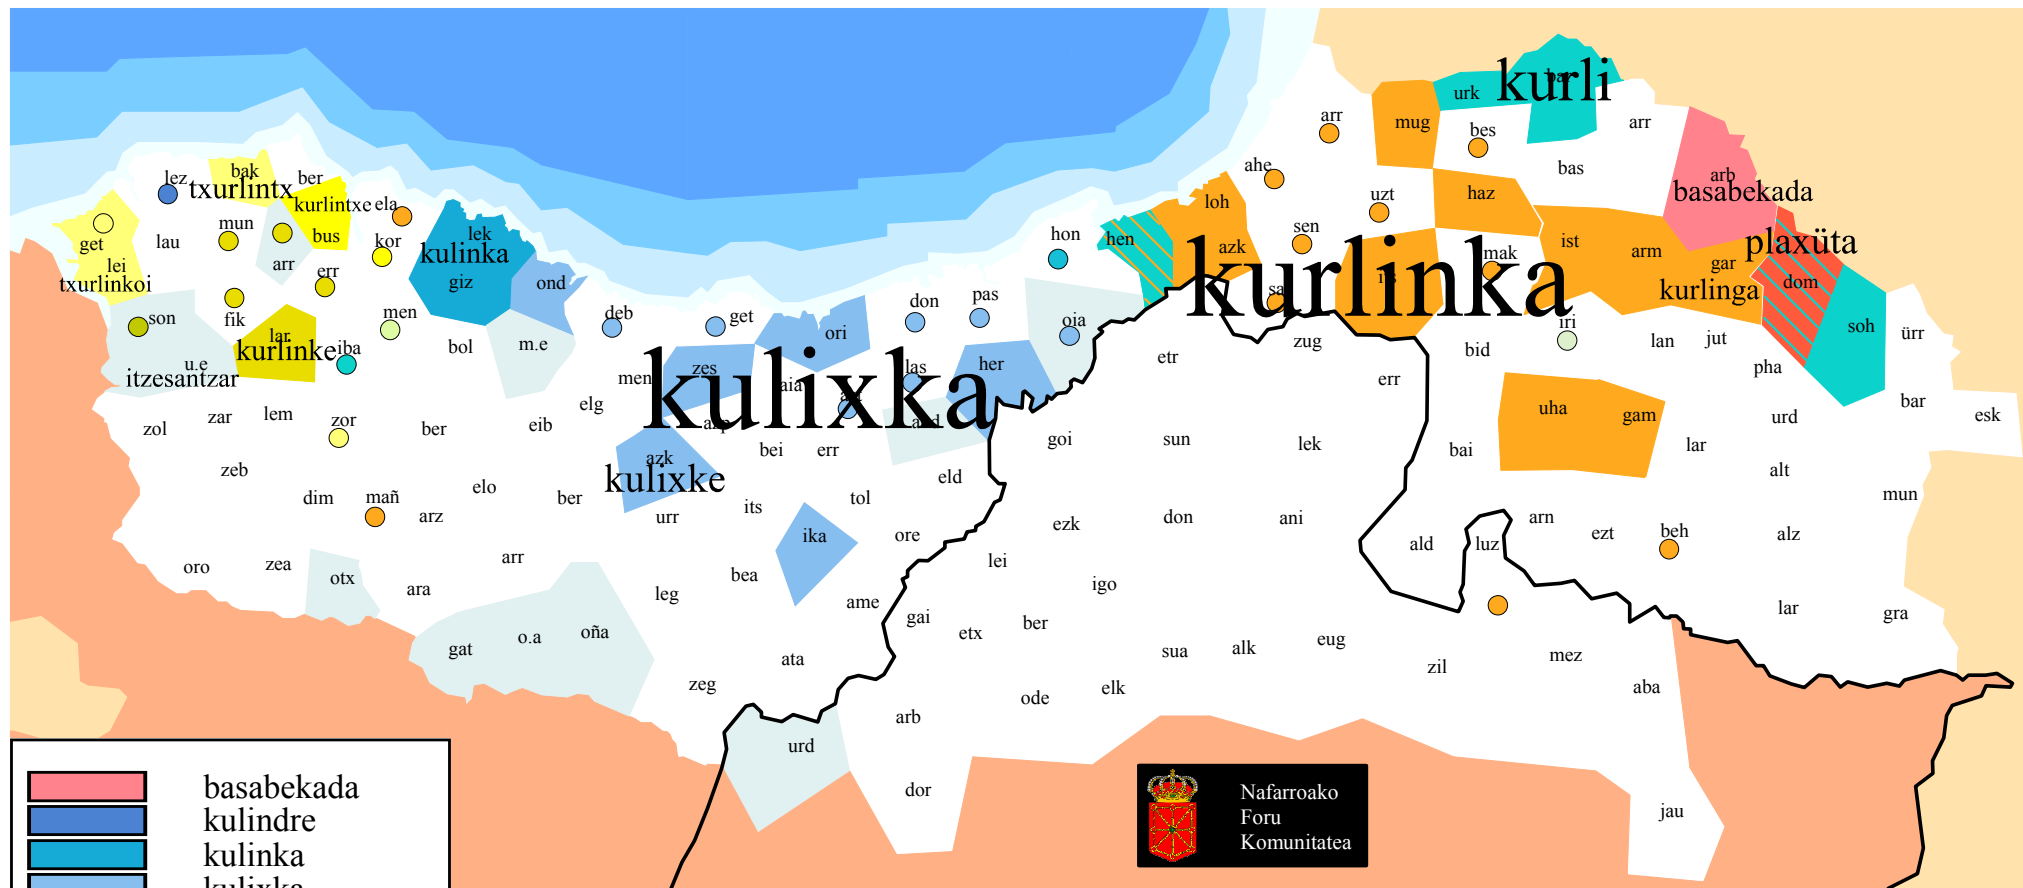 kurli
bar
urk
arr
mug
arr
bes
bas
ahe
arb
basabekada
lez
bak
ber
txurlintx
kurlintxe
ela
uzt
haz
loh
mun
bus
kor
lek
kulinka
giz
hon
hen
azk
sen
kurlinka
mak
ist
arm
gar
kurlinga
plaxüta
dom
get
lau
lei
txurlinkoi
arr
err
ond
son
fik
men
deb
get
don
pas
oia
iri
soh
ürr
lar
kurlinke
iba
bol
m.e
ori
etr
zug
bid
lan
jut
u.e
itzesantzar
men
zes
aia
las
her
err
pha
kulixka
zar
lem
zor
elg
uha
gam
urd
bar
esk
zol
ber
eib
azp
bei
err
goi
sun
lek
bai
lar
zeb
azk
kulixke
eld
alt
dim
mañ
elo
ber
its
tol
mun
arz
urr
ika
ore
ezk
don
ani
ald
luz
arn
ezt
beh
alz
oro
zea
otx
arr
lei
ara
leg
bea
ame
igo
lar
gra
gat
o.a
oña
gai
etx
ber
sua
alk
eug
zil
mez
ata
zeg
ode
elk
aba
arb
urd
dor
jau
Nafarroako
Foru
Komunitatea
basabekada
kulindre
kulinka
kulixka